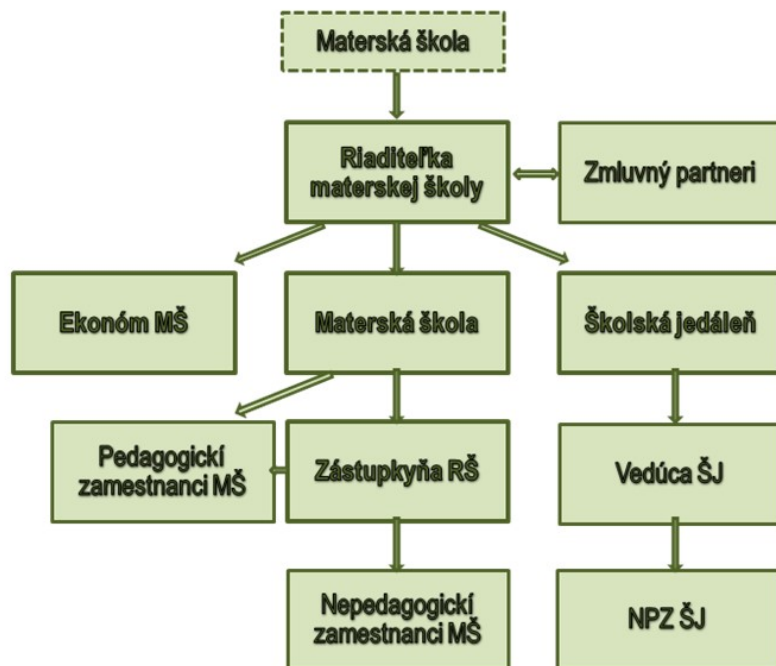 Materská škola
Riaditeľka
materskej školy
Zmluvný partneri
Ekonóm MŠ
Materská škola
Školská jedáleň
Pedagogickí
zamestnanci MŠ
Zástupkyňa RŠ
Vedúca ŠJ
Nepedagogickí
zamestnanci MŠ
NPZ ŠJ